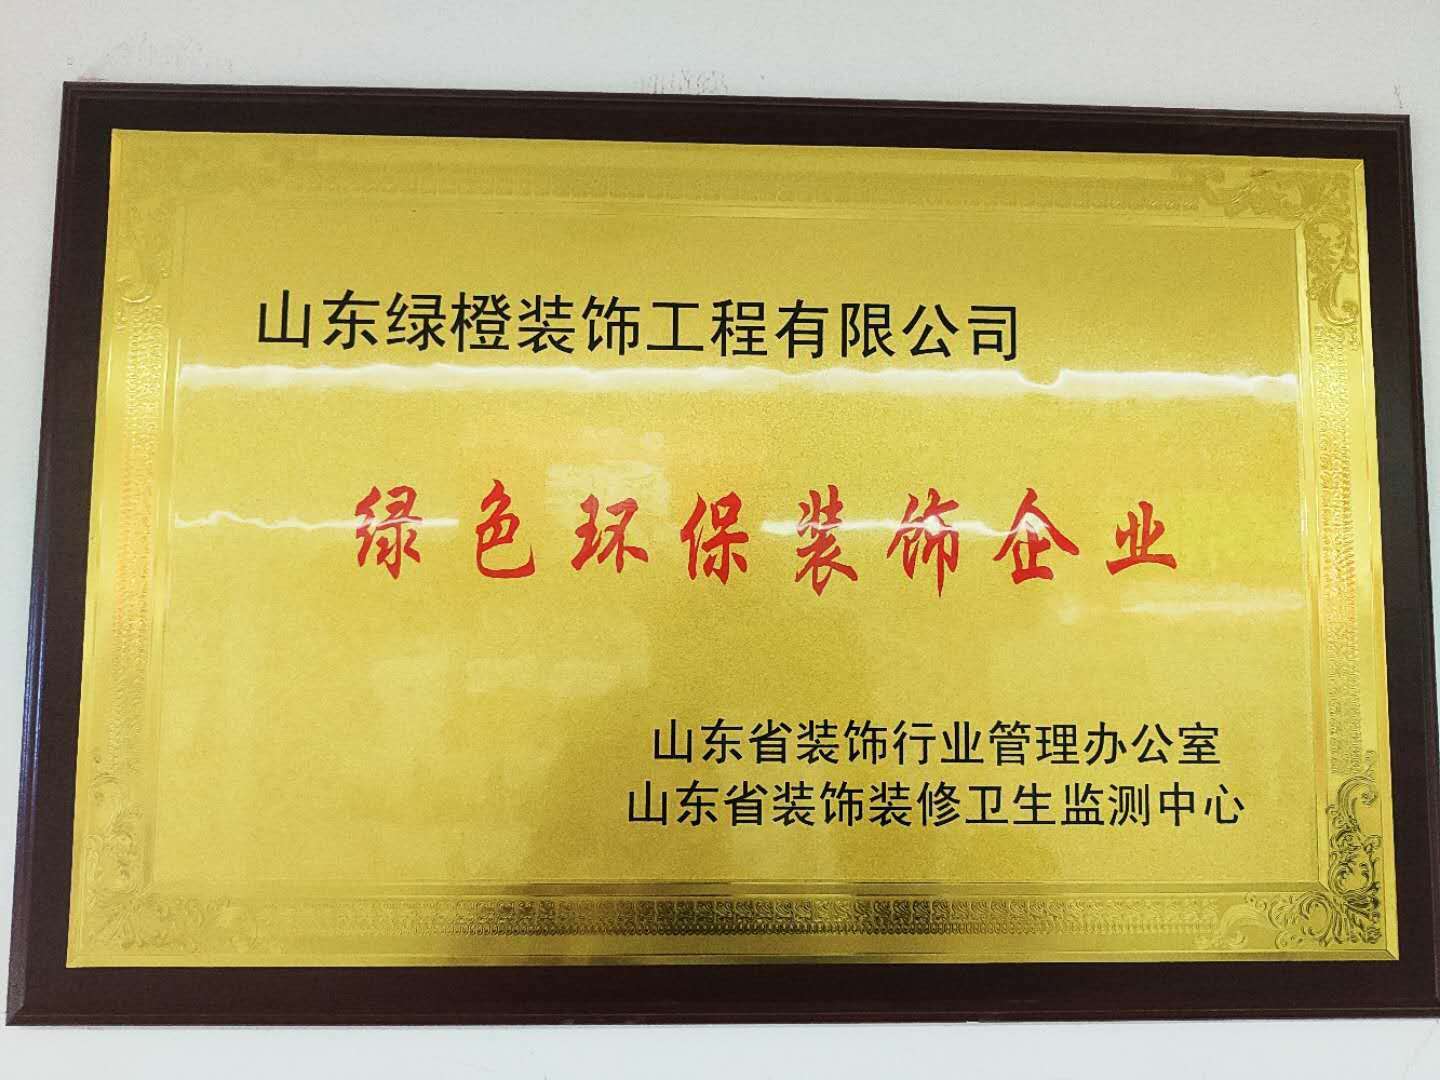 山东绿橙装饰工程有限公司
绿色环保装饰企业
山东省装饰行业管理办公室
山东省装饰装修卫生监测中心